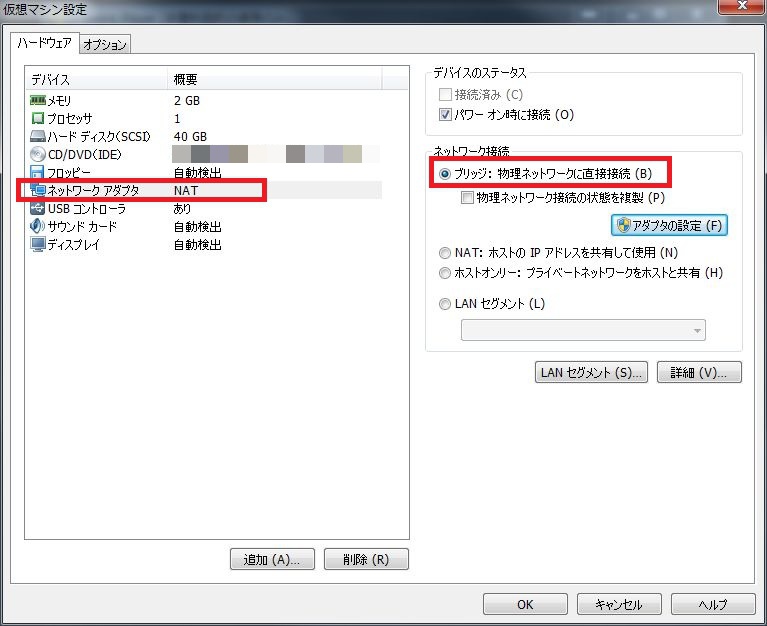 仮想マシン設定
ハードウェア オプション
デバイス 概要
メモリ 2 GB
プロセッサ 1
ハード ディスク(SCSI) 40 GB
CD/DVD(IDE)
フロッピー 自動検出
ネットワーク アダプタ NAT
USB コントローラ あり
サウンド カード 自動検出
ディスプレイ 自動検出
追加 (A)... 削除 (R)
デバイスのステータス
接続済み (C)
パワー オン時に接続 (O)
ネットワーク接続
ブリッジ: 物理ネットワークに直接接続 (B)
物理ネットワーク接続の状態を複製 (P)
アダプタの設定 (F)
NAT: ホストの IP アドレスを共有して使用 (N)
ホストオンリー: プライベートネットワークをホストと共有 (H)
LAN セグメント (L)
LAN セグメント (S)... 詳細 (V)...
OK キャンセル ヘルプ